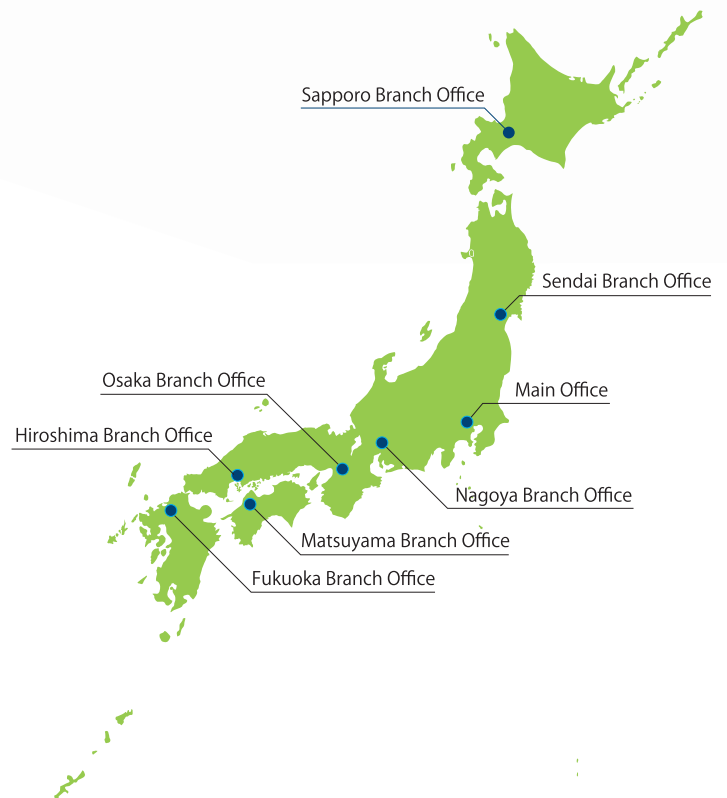 Sapporo Branch Office
Sendai Branch Office
Osaka Branch Office
Main Office
Hiroshima Branch Office
Nagoya Branch Office
Matsuyama Branch Office
Fukuoka Branch Office